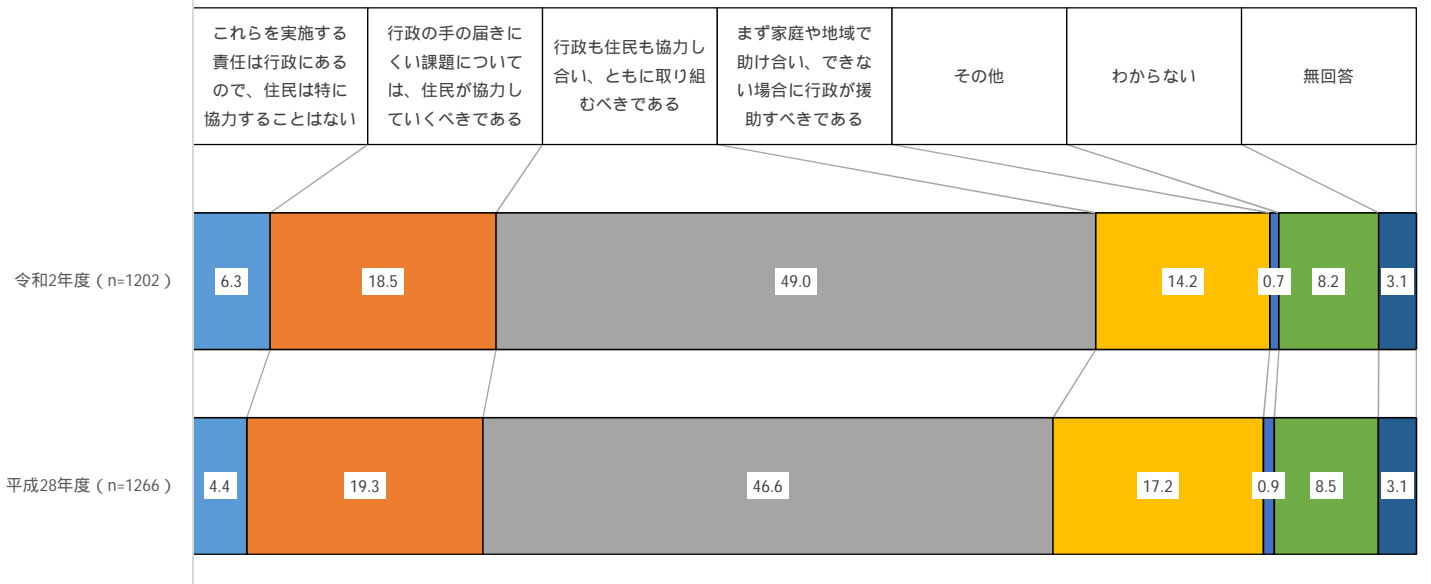 これらを実施する
責任は行政にある
ので、住民は特に
協力することはない
行政の手の届きに
くい課題について
は、住民が協力し
ていくべきである
行政も住民も協力し
合い、ともに取り組
むべきである
まず家庭や地域で
助け合い、できな
い場合に行政が援
助すべきである
その他
わからない
無回答
令和2年度（n=1202）
6.3
18.5
49.0
14.2
0.7
8.2
3.1
平成28年度（n=1266）
4.4
19.3
46.6
17.2
0.9
8.5
3.1